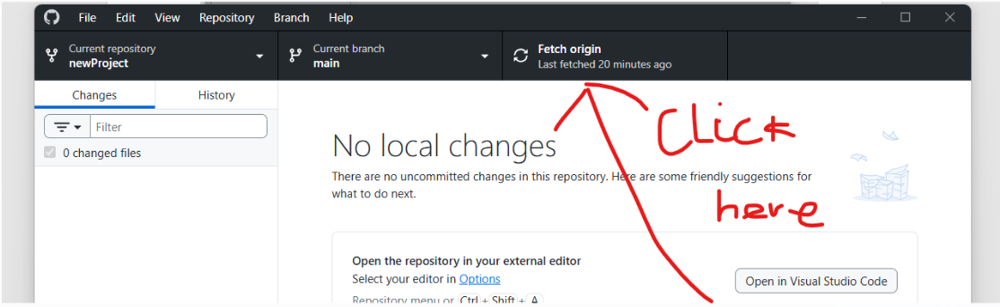 File Edit View Repository Branch Help
Current repository
newProject
Current branch
main
Fetch origin
Last fetched 20 minutes ago
Changes History
Filter
0 changed files
Click
here
No local changes
There are no uncommitted changes in this repository. Here are some friendly suggestions for
what to do next.
Open the repository in your external editor
Select your editor in Options
Repository menu or Ctrl + Shift + A
Open in Visual Studio Code